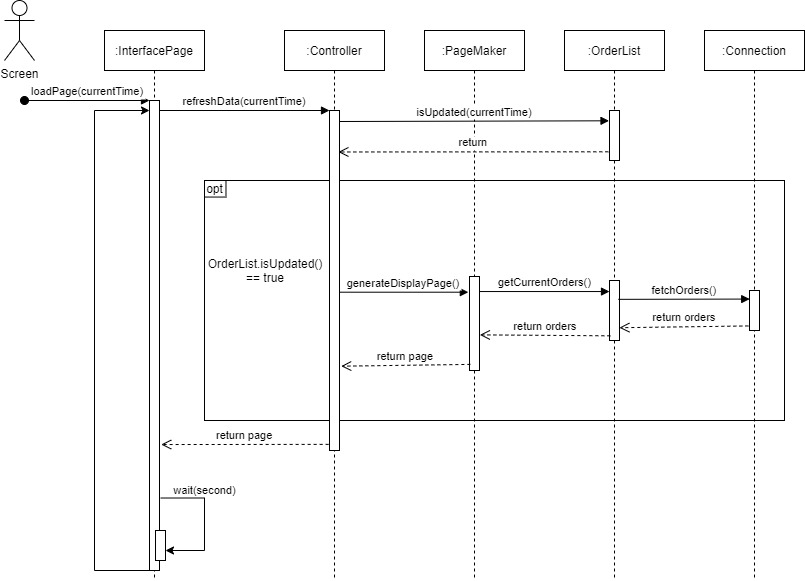 Screen
:InterfacePage
:Controller
:PageMaker
:OrderList
:Connection
loadPage(currentTime)
refreshData(currentTime)
isUpdated(currentTime)
return
opt
OrderList.isUpdated()
== true
generateDisplayPage()
getCurrentOrders()
fetchOrders()
return orders
return orders
return page
return page
wait(second)